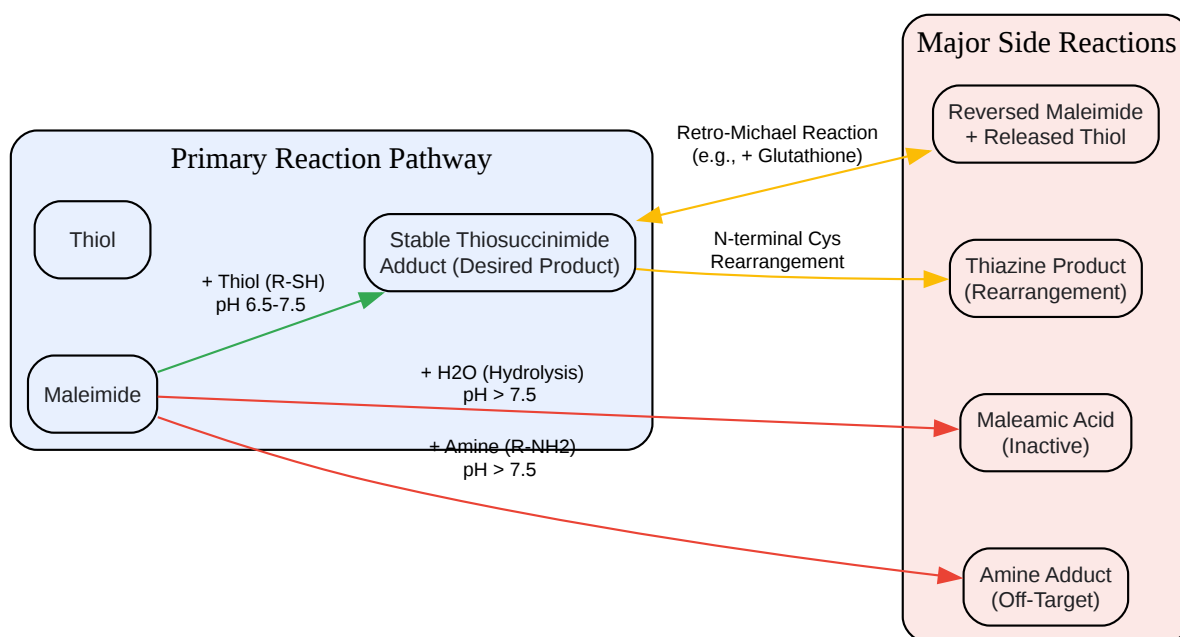 Major Side Reactions
Reversed Maleimide
+ Released Thiol
Retro-Michael Reaction
(e.g., + Glutathione)
Primary Reaction Pathway
Thiol
Stable Thiosuccinimide
Adduct (Desired Product)
N-terminal Cys
Rearrangement
Thiazine Product
(Rearrangement)
+ Thiol (R-SH)
pH 6.5-7.5
Maleimide
+ H2O (Hydrolysis)
pH > 7.5
Maleamic Acid
(Inactive)
+ Amine (R-NH2)
pH > 7.5
Amine Adduct
(Off-Target)